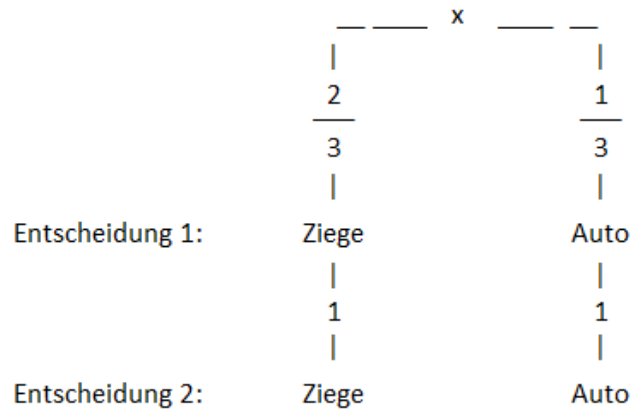 x
2 1
3 3
Entscheidung 1: Ziege Auto
1 1
Entscheidung 2: Ziege Auto